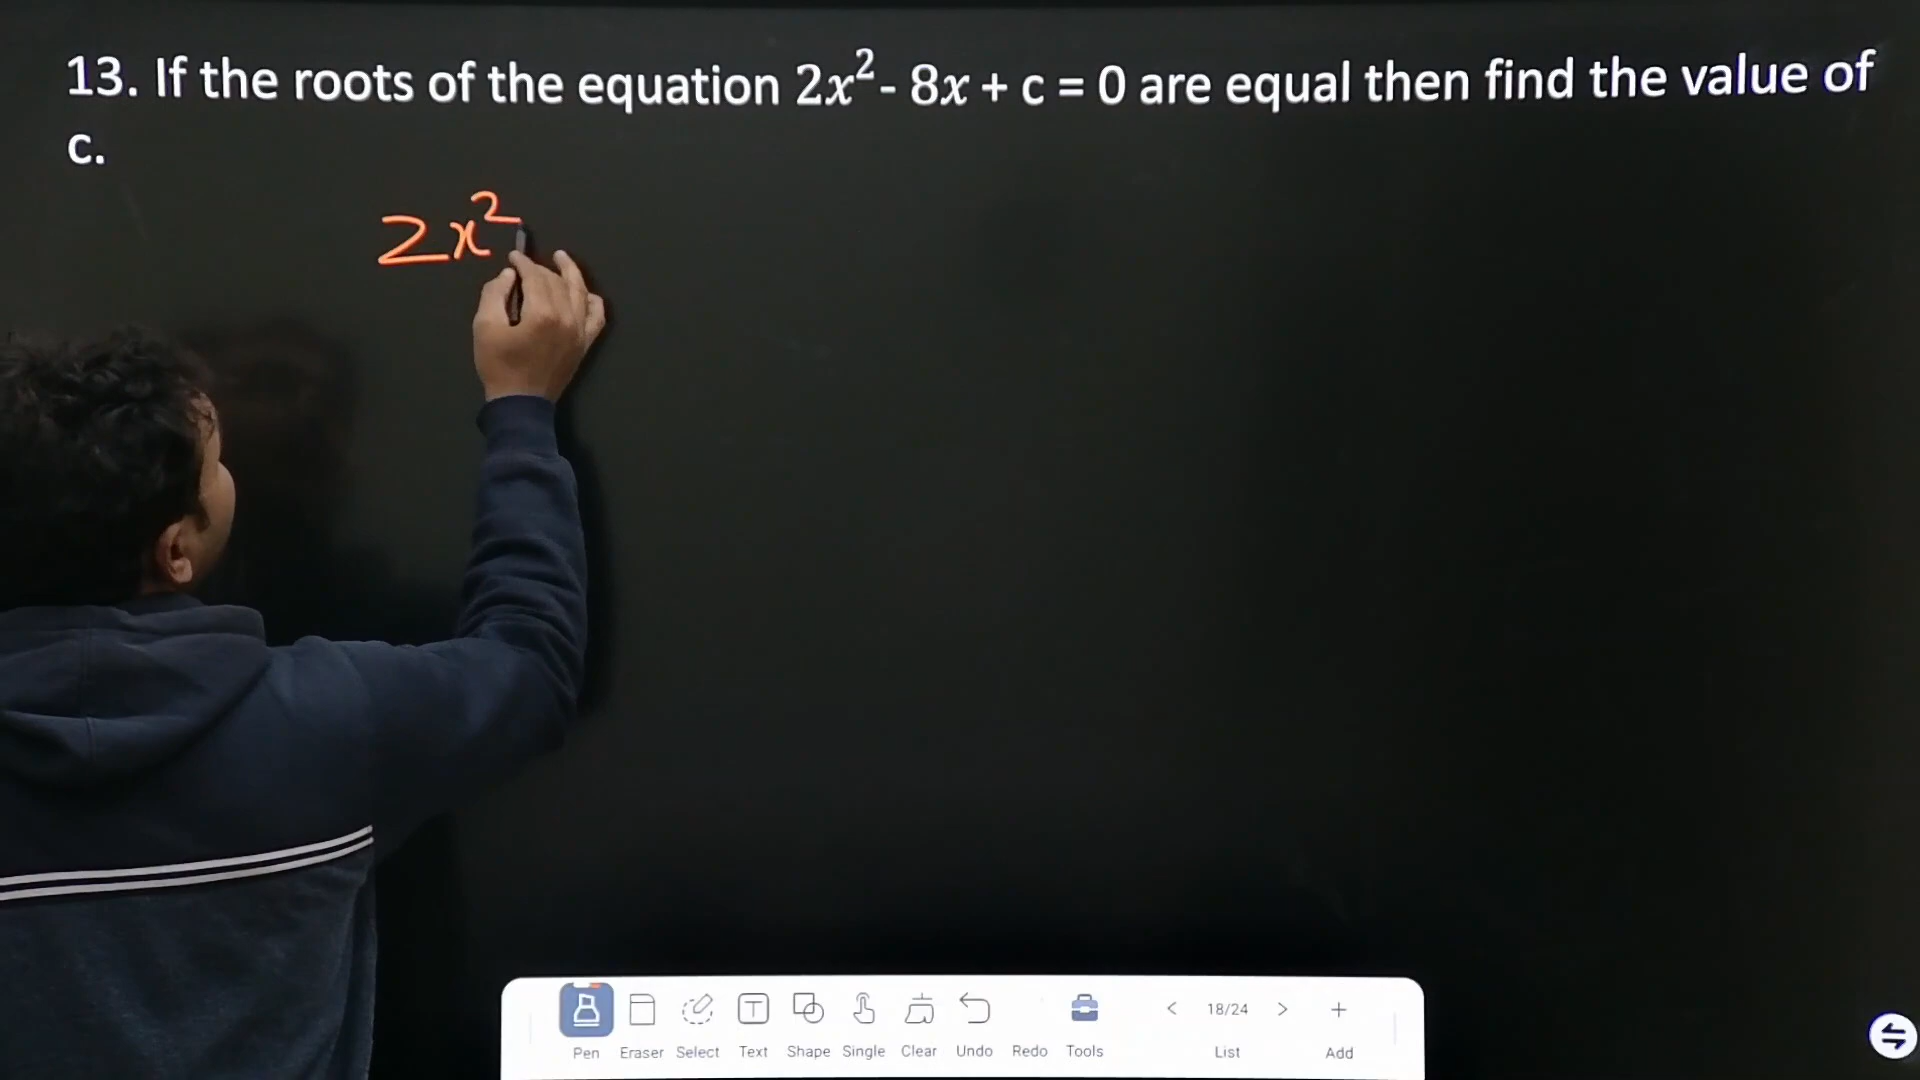 13. If the roots of the equation 2x² - 8x + c = 0 are equal then find the value of
c.
2x²
Pen Eraser Select Text Shape Single Clear Undo Redo Tools < 18/24 List > + Add